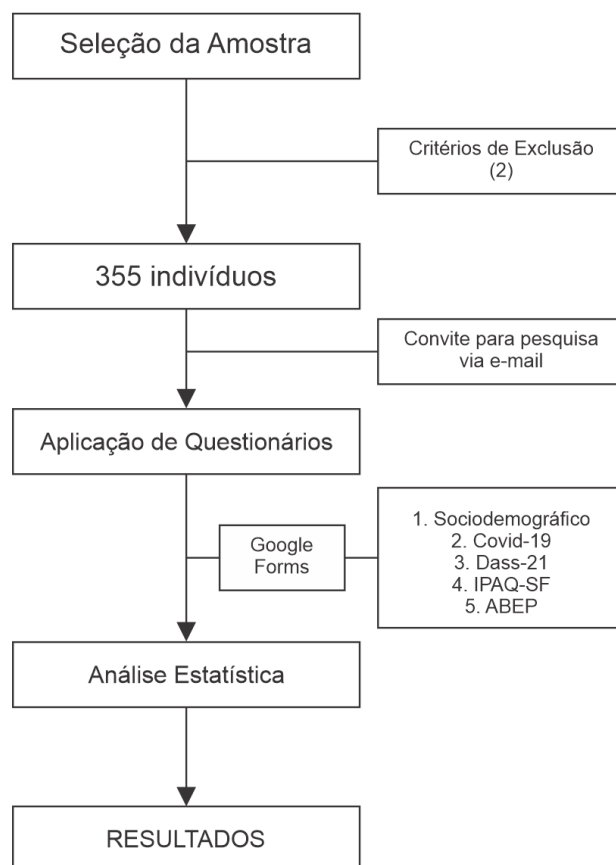 Seleção da Amostra
Critérios de Exclusão
(2)
355 indivíduos
Convite para pesquisa
via e-mail
Aplicação de Questionários
Google
Forms
1. Sociodemográfico
2. Covid-19
3. Dass-21
4. IPAQ-SF
5. ABEP
Análise Estatística
RESULTADOS